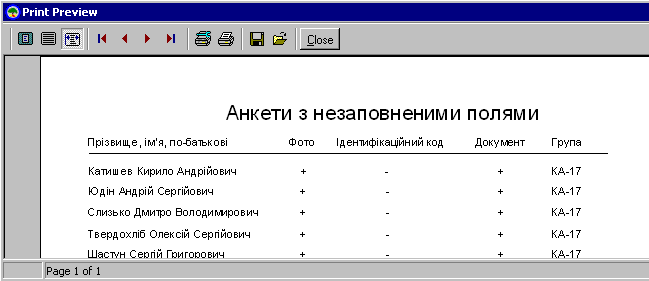 Print Preview
Close
Анкети з незаповненими полями
Прізвище, ім'я, по-батькові Фото Ідентифікаційний код Документ Група
Катишев Кирило Андрійович + - + КА-17
Юдін Андрій Сергійович + - + КА-17
Слизько Дмитро Володимирович + - + КА-17
Твердохліб Олексій Сергійович + - + КА-17
Шастун Сергій Григорович + - + КА-17
Page 1 of 1